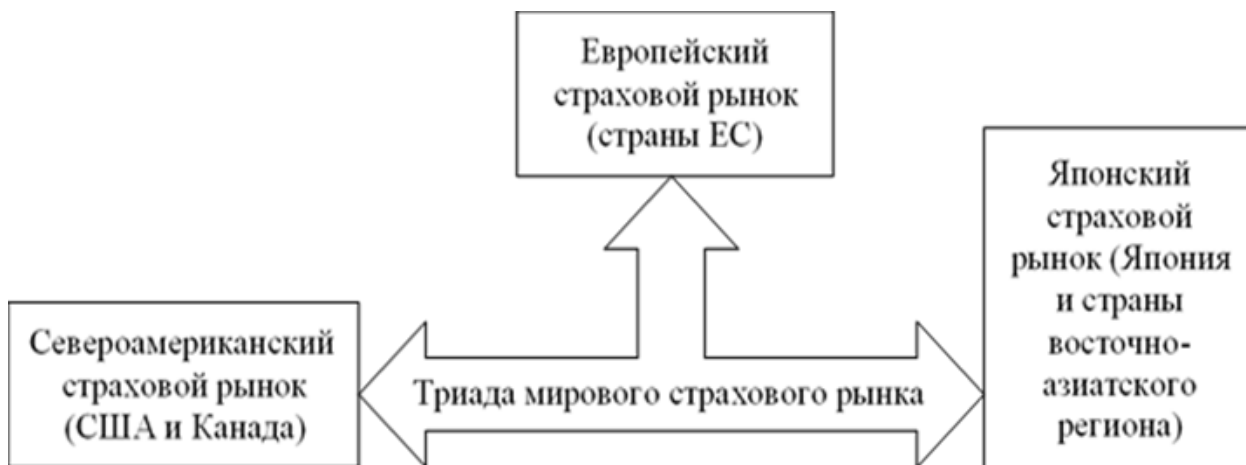 Европейский
страховой рынок
(страны ЕС)
Японский
страховой
рынок (Япония
и страны
восточно-
азиатского
региона)
Североамериканский
страховой рынок
(США и Канада)
Триада мирового страхового рынка